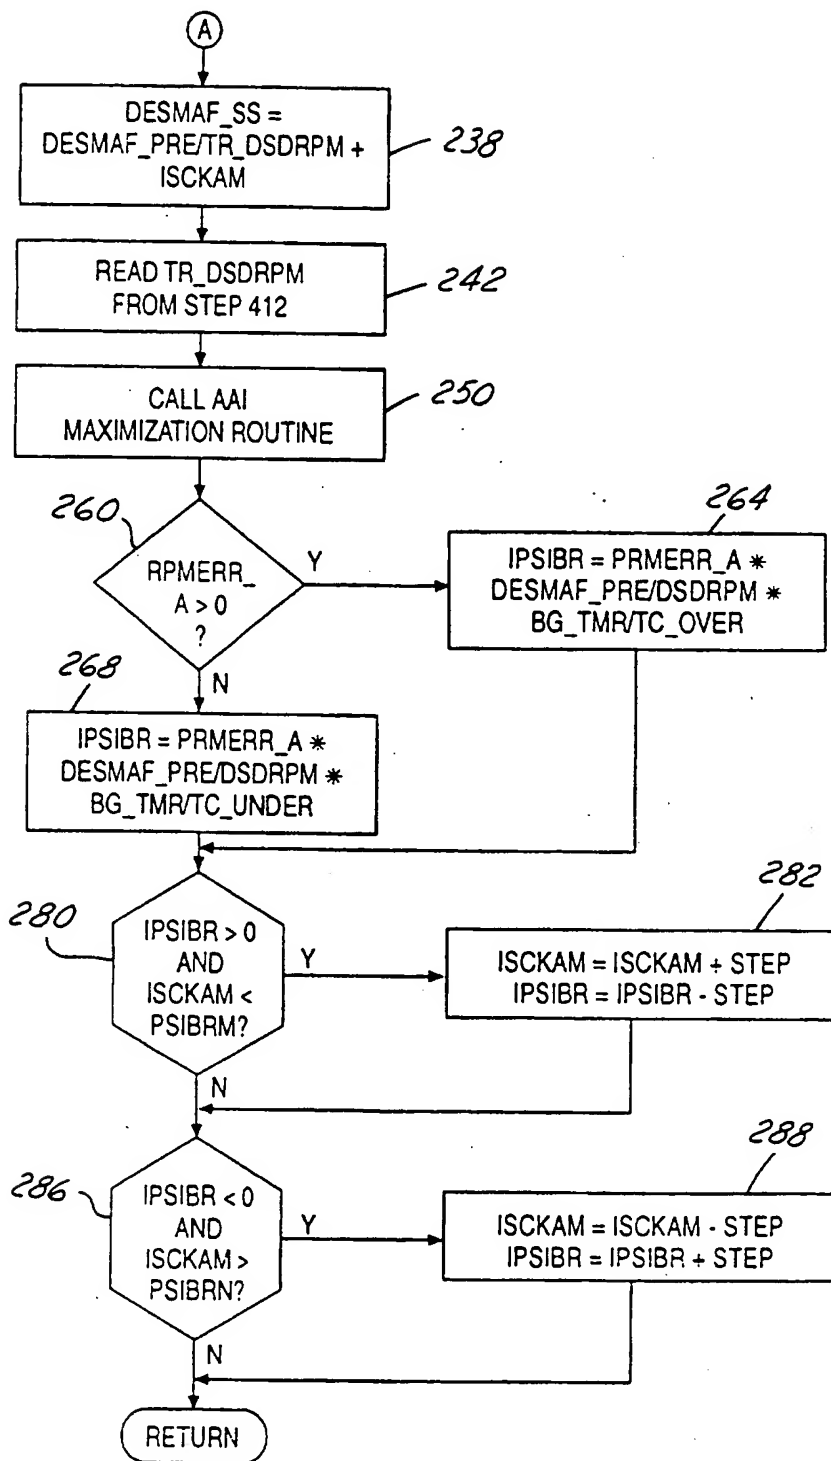 A
DESMAF_SS =
DESMAF_PRE/TR_DSDRPM +
ISCKAM
238
READ TR_DSDRPM
FROM STEP 412
242
CALL AAI
MAXIMIZATION ROUTINE
250
260
RPMERR_
A > 0
?
Y
N
264
IPSIBR = PRMERR_A *
DESMAF_PRE/DSDRPM *
BG_TMR/TC_OVER
268
IPSIBR = PRMERR_A *
DESMAF_PRE/DSDRPM *
BG_TMR/TC_UNDER
280
IPSIBR > 0
AND
ISCKAM <
PSIBRM?
Y
N
282
ISCKAM = ISCKAM + STEP
IPSIBR = IPSIBR - STEP
286
IPSIBR < 0
AND
ISCKAM >
PSIBRN?
Y
N
288
ISCKAM = ISCKAM - STEP
IPSIBR = IPSIBR + STEP
RETURN